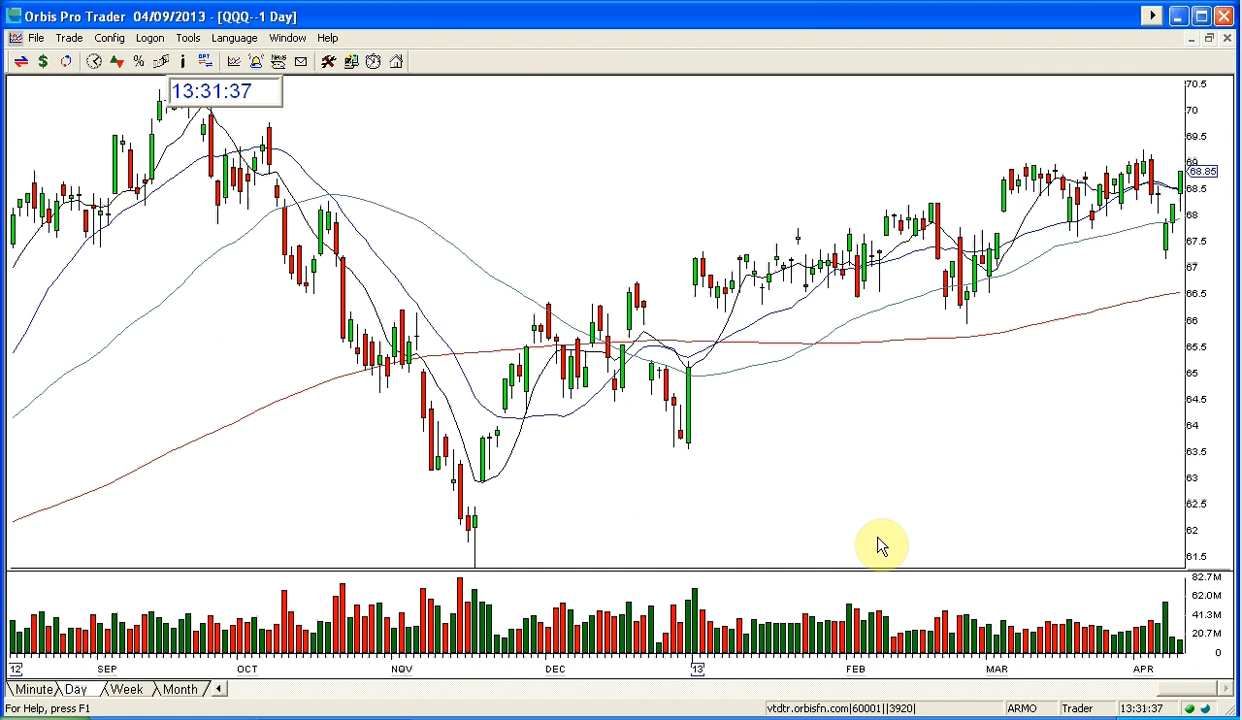 Orbis Pro Trader 04/09/2013 - [QQQ--1 Day]
File Trade Config Logon Tools Language Window Help
$ % i OPT NEWS
13:31:37
70.5
70
69.5
69
68.85
68.5
68
67.5
67
66.5
66
65.5
65
64.5
64
63.5
63
62.5
62
61.5
82.7M
62.0M
41.3M
20.7M
0
12 SEP OCT NOV DEC 13 FEB MAR APR
Minute Day Week Month
For Help, press F1 vtdtr.orbisfn.com|60001||3920| ARMO Trader 13:31:37